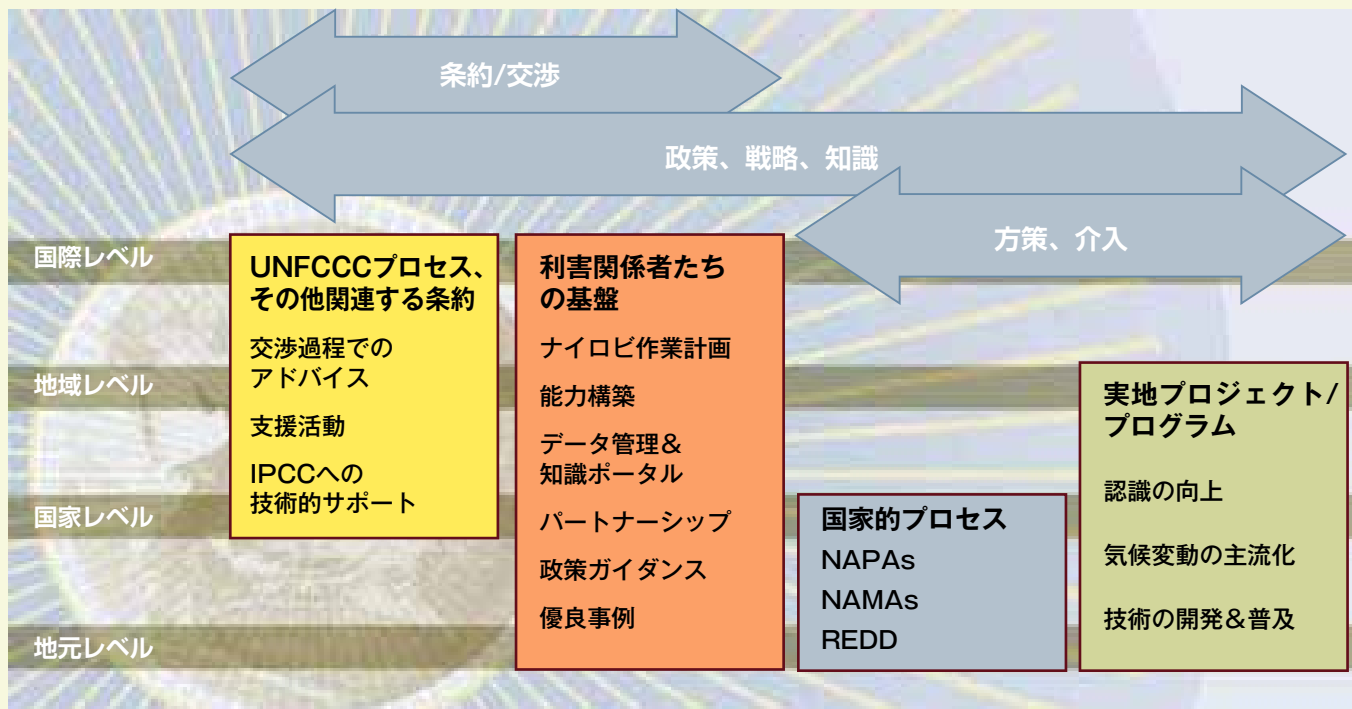 条約/交渉
政策、戦略、知識
方策、介入
国際レベル
地域レベル
国家レベル
地元レベル
UNFCCCプロセス、
その他関連する条約
交渉過程での
アドバイス
支援活動
IPCCへの
技術的サポート
利害関係者たち
の基盤
ナイロビ作業計画
能力構築
データ管理&
知識ポータル
パートナーシップ
政策ガイダンス
優良事例
国家的プロセス
NAPAs
NAMAs
REDD
実地プロジェクト/
プログラム
認識の向上
気候変動の主流化
技術の開発&普及